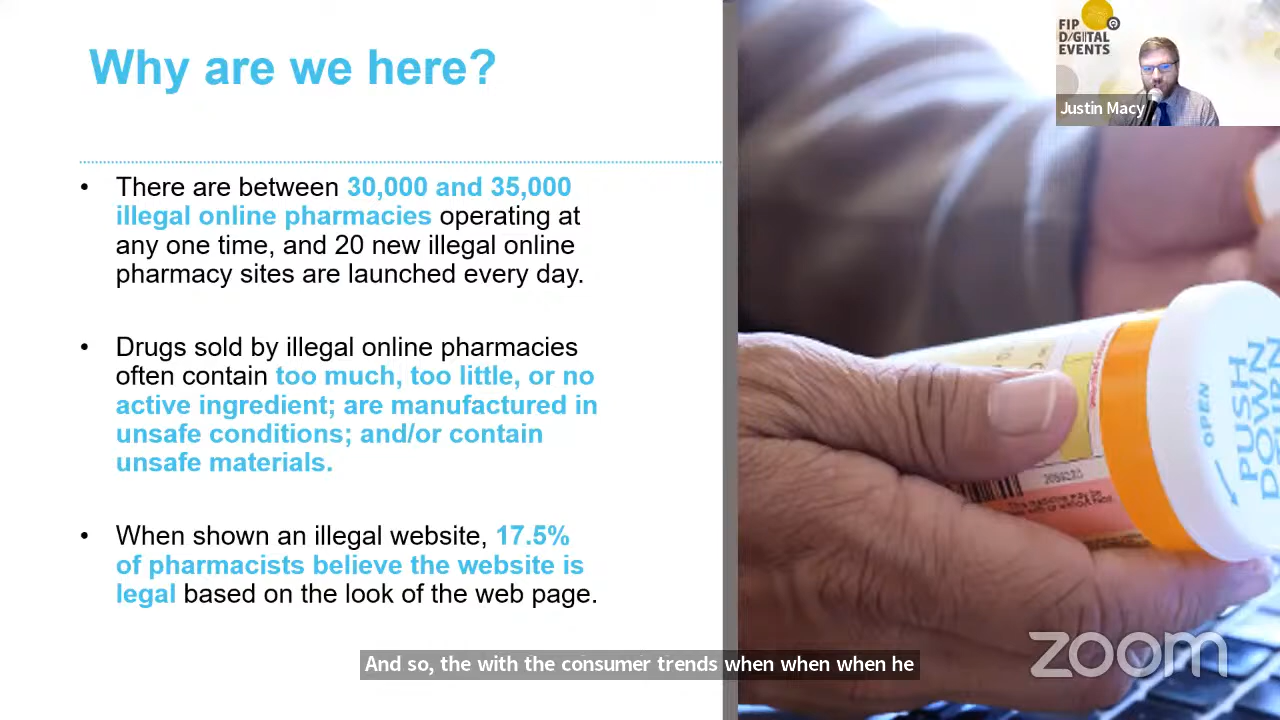 Why are we here?
• There are between 30,000 and 35,000
illegal online pharmacies operating at
any one time, and 20 new illegal online
pharmacy sites are launched every day.
• Drugs sold by illegal online pharmacies
often contain too much, too little, or no
active ingredient; are manufactured in
unsafe conditions; and/or contain
unsafe materials.
• When shown an illegal website, 17.5%
of pharmacists believe the website is
legal based on the look of the web page.
FIP
D/GITAL
EVENTS
Justin Macy
OPEN
PUSH
DOWN
And so, the with the consumer trends when when when he
zoom